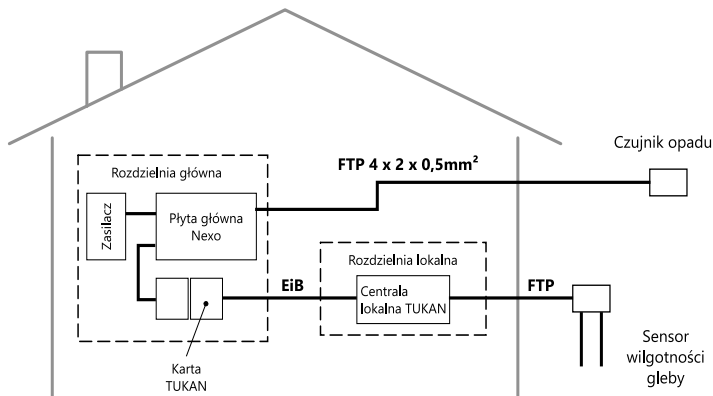 Czujnik opadu
FTP 4 x 2 x 0,5mm²
Rozdzielnia główna
Zasilacz
Płyta główna
Nexo
Rozdzielnia lokalna
EiB
Centrala
lokalna TUKAN
FTP
Sensor
wilgotności
gleby
Karta
TUKAN